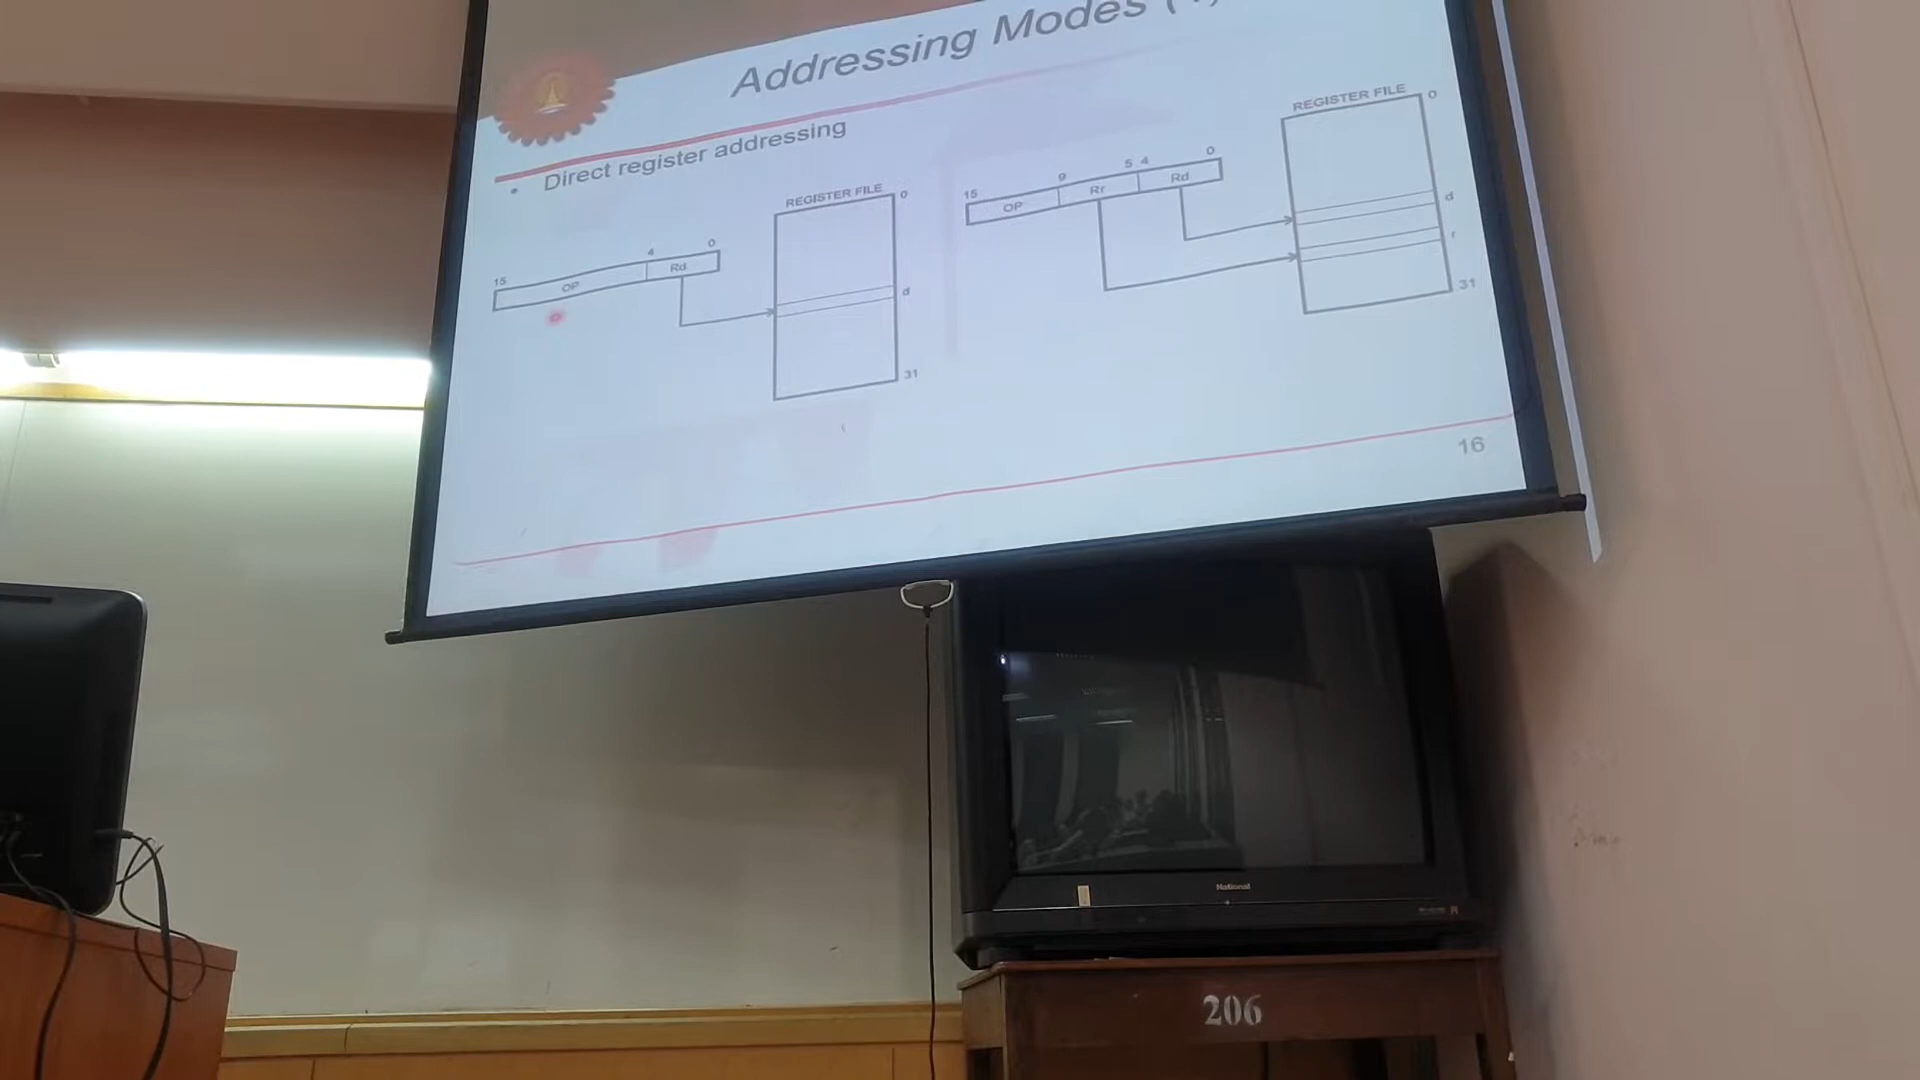 Addressing Modes
• Direct register addressing
REGISTER FILE
0
15
4
0
OP
Rd
d
31
REGISTER FILE
0
15
9
5 4
0
OP
Rr
Rd
d
r
31
16
National
206